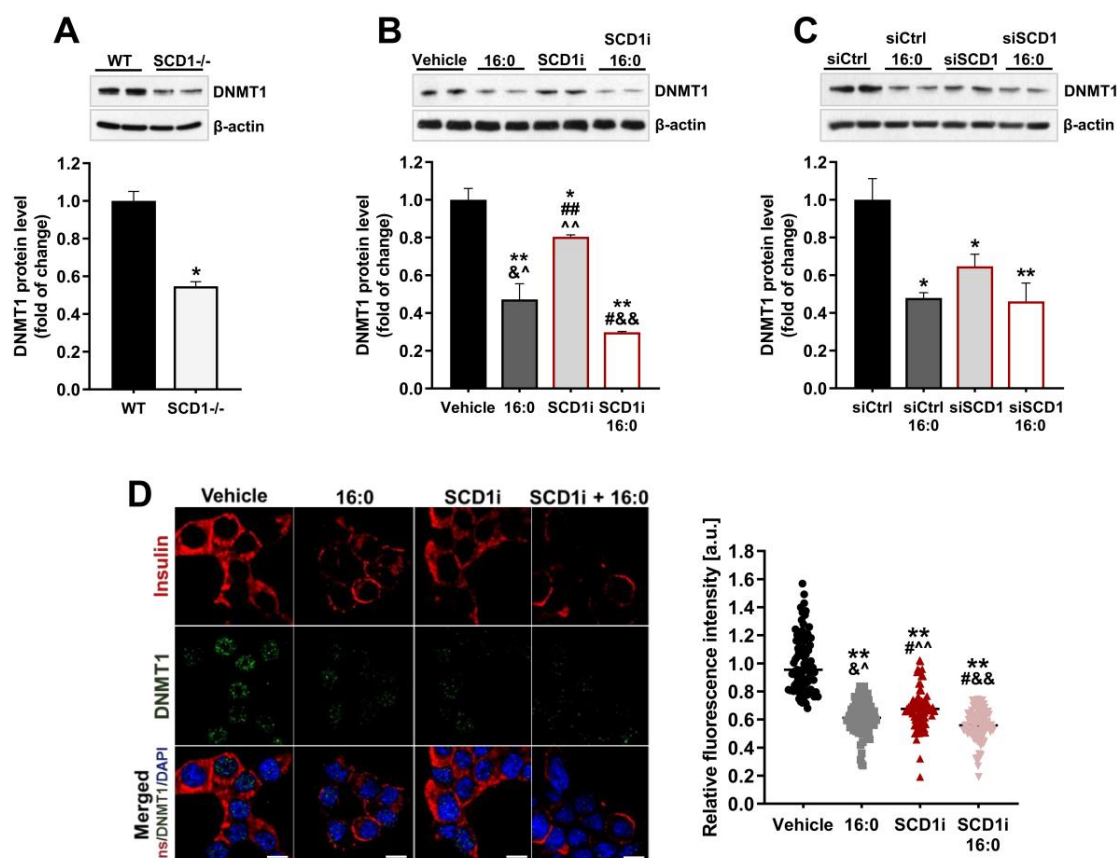 A
WT SCD1-/-
DNMT1
β-actin
DNMT1 protein level
(fold of change)
1.2
1.0
0.8
0.6
0.4
0.2
0.0
*
WT SCD1-/-
B
SCD1i
Vehicle 16:0 SCD1i 16:0
DNMT1
β-actin
DNMT1 protein level
(fold of change)
1.2
1.0
0.8
0.6
0.4
0.2
0.0
**
&^
*
##
^^
**
#&&
Vehicle 16:0 SCD1i SCD1i
16:0
C
siCtrl siSCD1
siCtrl 16:0 siSCD1 16:0
DNMT1
β-actin
DNMT1 protein level
(fold of change)
1.2
1.0
0.8
0.6
0.4
0.2
0.0
*
*
**
siCtrl siCtrl siSCD1 siSCD1
16:0 16:0
D
Vehicle 16:0 SCD1i SCD1i + 16:0
Insulin
DNMT1
Merged
ns/DNMT1/DAPI
Relative fluorescence intensity [a.u.]
1.8
1.6
1.4
1.2
1.0
0.8
0.6
0.4
0.2
0.0
**
&^
**
#^^
**
#&&
Vehicle 16:0 SCD1i SCD1i
16:0